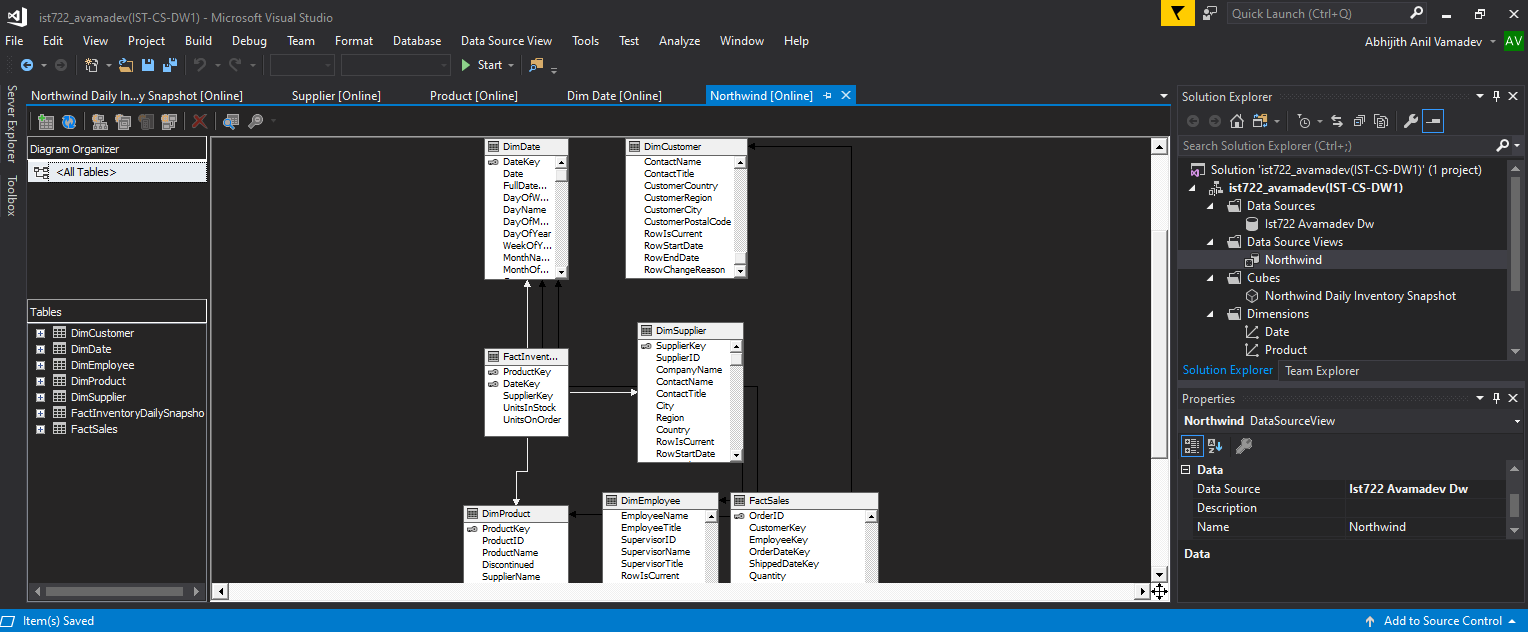 ist722_avamadev(IST-CS-DW1) - Microsoft Visual Studio
Quick Launch (Ctrl+Q)
File Edit View Project Build Debug Team Format Database Data Source View Tools Test Analyze Window Help
Abhijith Anil Vamadev AV
Start
Server Explorer
Toolbox
Northwind Daily In...y Snapshot [Online] Supplier [Online] Product [Online] Dim Date [Online] Northwind [Online]
Diagram Organizer
<All Tables>
Tables
DimCustomer
DimDate
DimEmployee
DimProduct
DimSupplier
FactInventoryDailySnapsho
FactSales
DimDate
DateKey
Date
FullDate...
DayOfW...
DayName
DayOfM...
DayOfYear
WeekOfY...
MonthNa...
MonthOf...
DimCustomer
ContactName
ContactTitle
CustomerCountry
CustomerRegion
CustomerCity
CustomerPostalCode
RowIsCurrent
RowStartDate
RowEndDate
RowChangeReason
FactInvent...
ProductKey
DateKey
SupplierKey
UnitsInStock
UnitsOnOrder
DimSupplier
SupplierKey
SupplierID
CompanyName
ContactName
ContactTitle
City
Region
Country
RowIsCurrent
RowStartDate
DimProduct
ProductKey
ProductID
ProductName
Discontinued
SupplierName
DimEmployee
EmployeeName
EmployeeTitle
SupervisorID
SupervisorName
SupervisorTitle
RowIsCurrent
FactSales
OrderID
CustomerKey
EmployeeKey
OrderDateKey
ShippedDateKey
Quantity
Solution Explorer
Search Solution Explorer (Ctrl+;)
Solution 'ist722_avamadev(IST-CS-DW1)' (1 project)
ist722_avamadev(IST-CS-DW1)
Data Sources
Ist722 Avamadev Dw
Data Source Views
Northwind
Cubes
Northwind Daily Inventory Snapshot
Dimensions
Date
Product
Solution Explorer Team Explorer
Properties
Northwind DataSourceView
Data
Data Source Ist722 Avamadev Dw
Description
Name Northwind
Data
Item(s) Saved
Add to Source Control